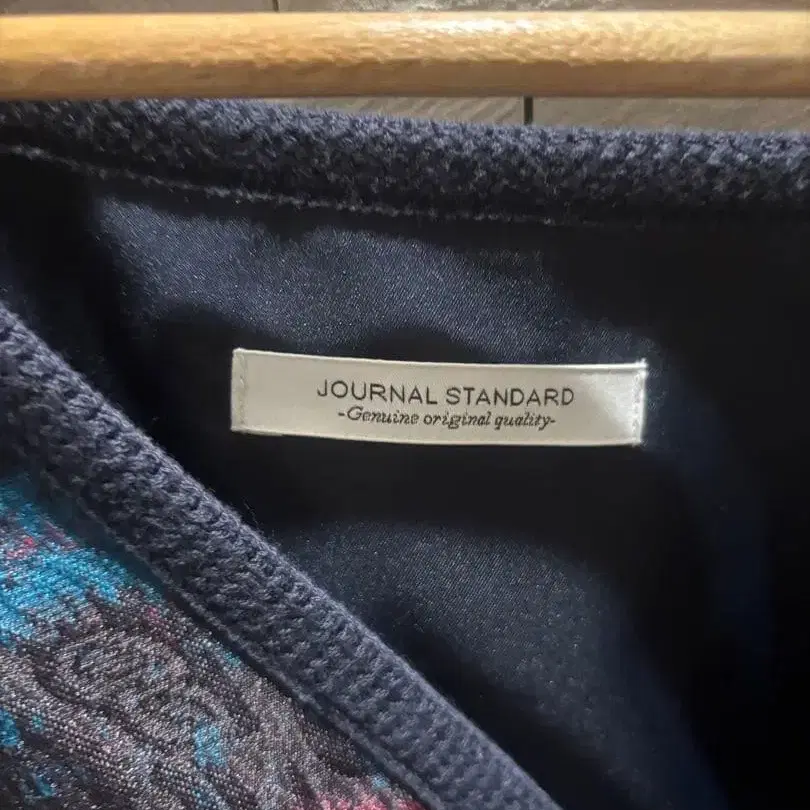 JOURNAL STANDARD
-Genuine original quality-